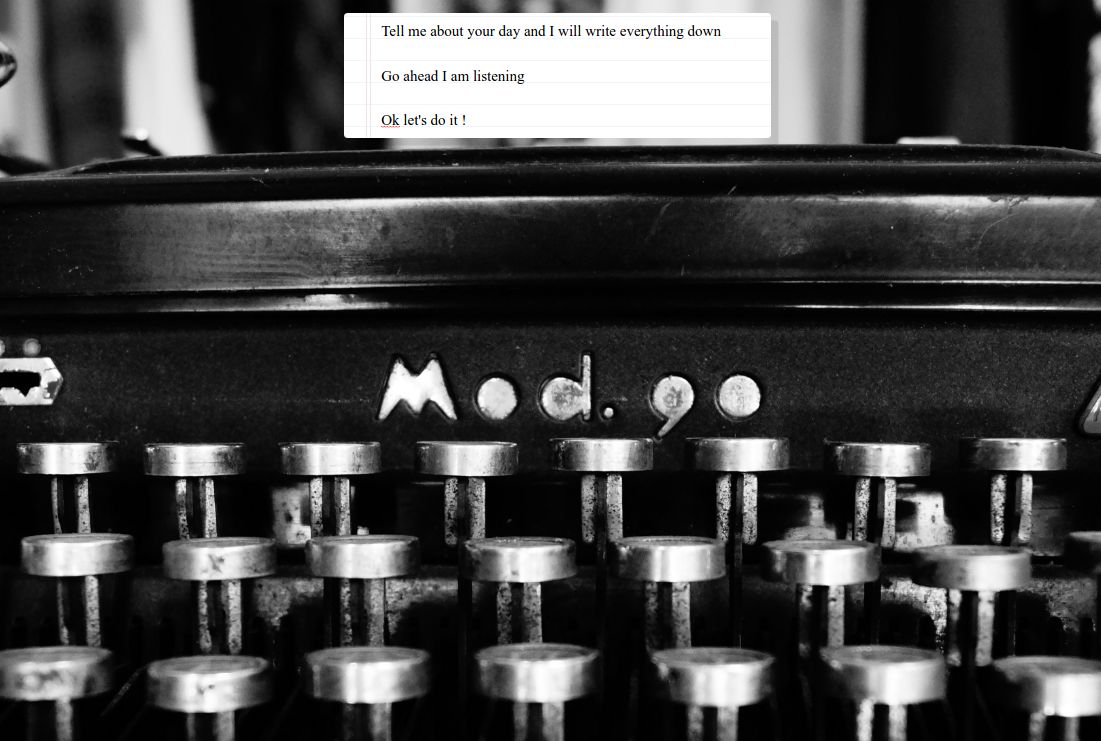 Tell me about your day and I will write everything down
Go ahead I am listening
Ok let's do it !
Mod. 90